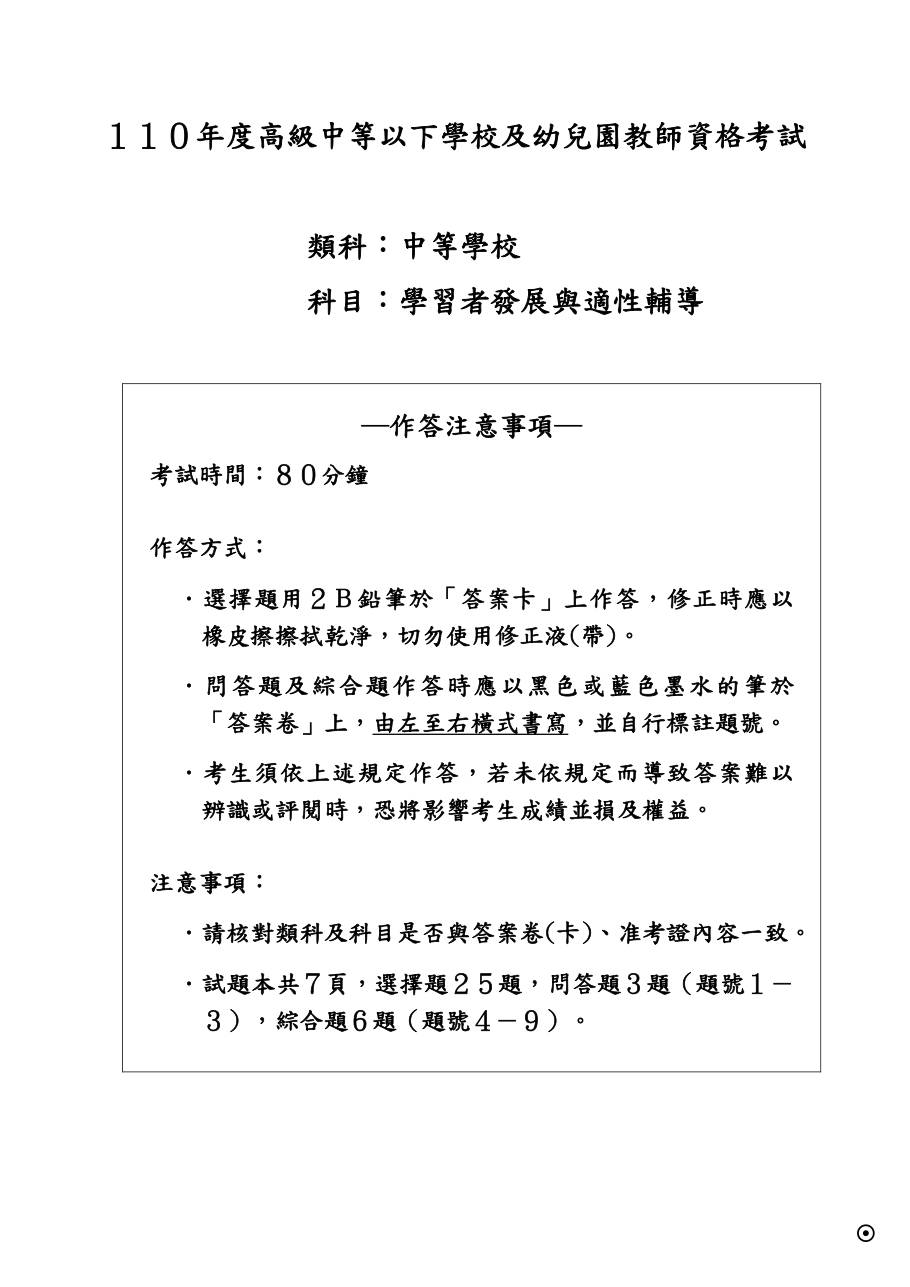 110年度高級中等以下學校及幼兒園教師資格考試
類科：中等學校
科目：學習者發展與適性輔導
—作答注意事項—
考試時間：80分鐘
作答方式：
·選擇題用2B鉛筆於「答案卡」上作答，修正時應以
橡皮擦擦拭乾淨，切勿使用修正液(帶)。
·問答題及綜合題作答時應以黑色或藍色墨水的筆於
「答案卷」上，由左至右橫式書寫，並自行標註題號。
·考生須依上述規定作答，若未依規定而導致答案難以
辨識或評閱時，恐將影響考生成績並損及權益。
注意事項：
·請核對類科及科目是否與答案卷(卡)、准考證內容一致。
·試題本共7頁，選擇題25題，問答題3題（題號1－
3），綜合題6題（題號4－9）。